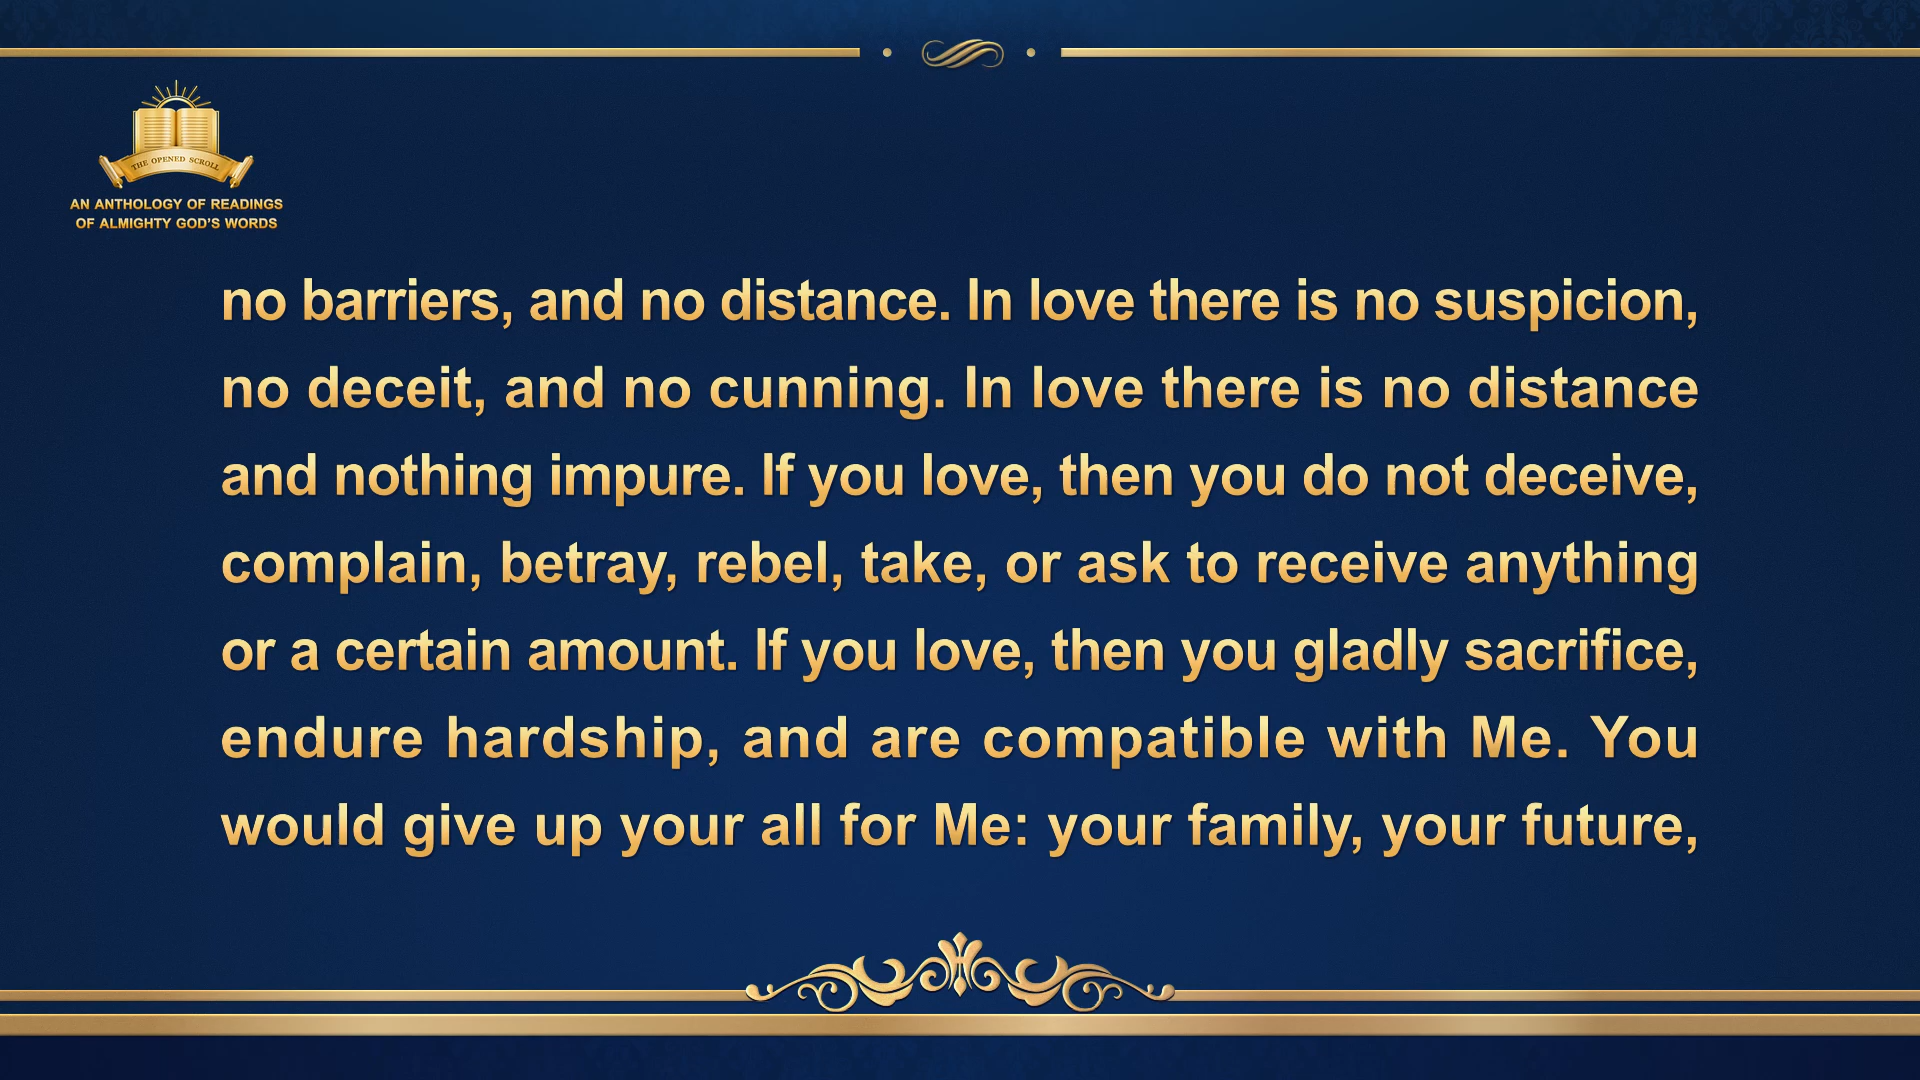 THE OPENED SCROLL
AN ANTHOLOGY OF READINGS
OF ALMIGHTY GOD'S WORDS
no barriers, and no distance. In love there is no suspicion,
no deceit, and no cunning. In love there is no distance
and nothing impure. If you love, then you do not deceive,
complain, betray, rebel, take, or ask to receive anything
or a certain amount. If you love, then you gladly sacrifice,
endure hardship, and are compatible with Me. You
would give up your all for Me: your family, your future,